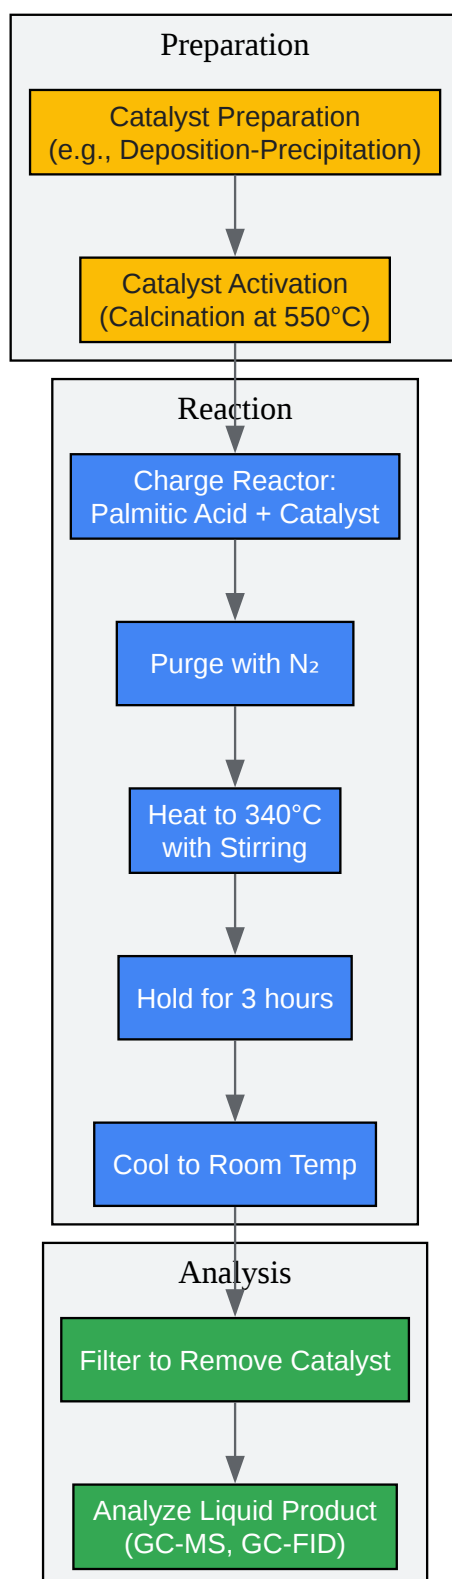 Preparation
Catalyst Preparation
(e.g., Deposition-Precipitation)
Catalyst Activation
(Calcination at 550°C)
Reaction
Charge Reactor:
Palmitic Acid + Catalyst
Purge with N₂
Heat to 340°C
with Stirring
Hold for 3 hours
Cool to Room Temp
Analysis
Filter to Remove Catalyst
Analyze Liquid Product
(GC-MS, GC-FID)